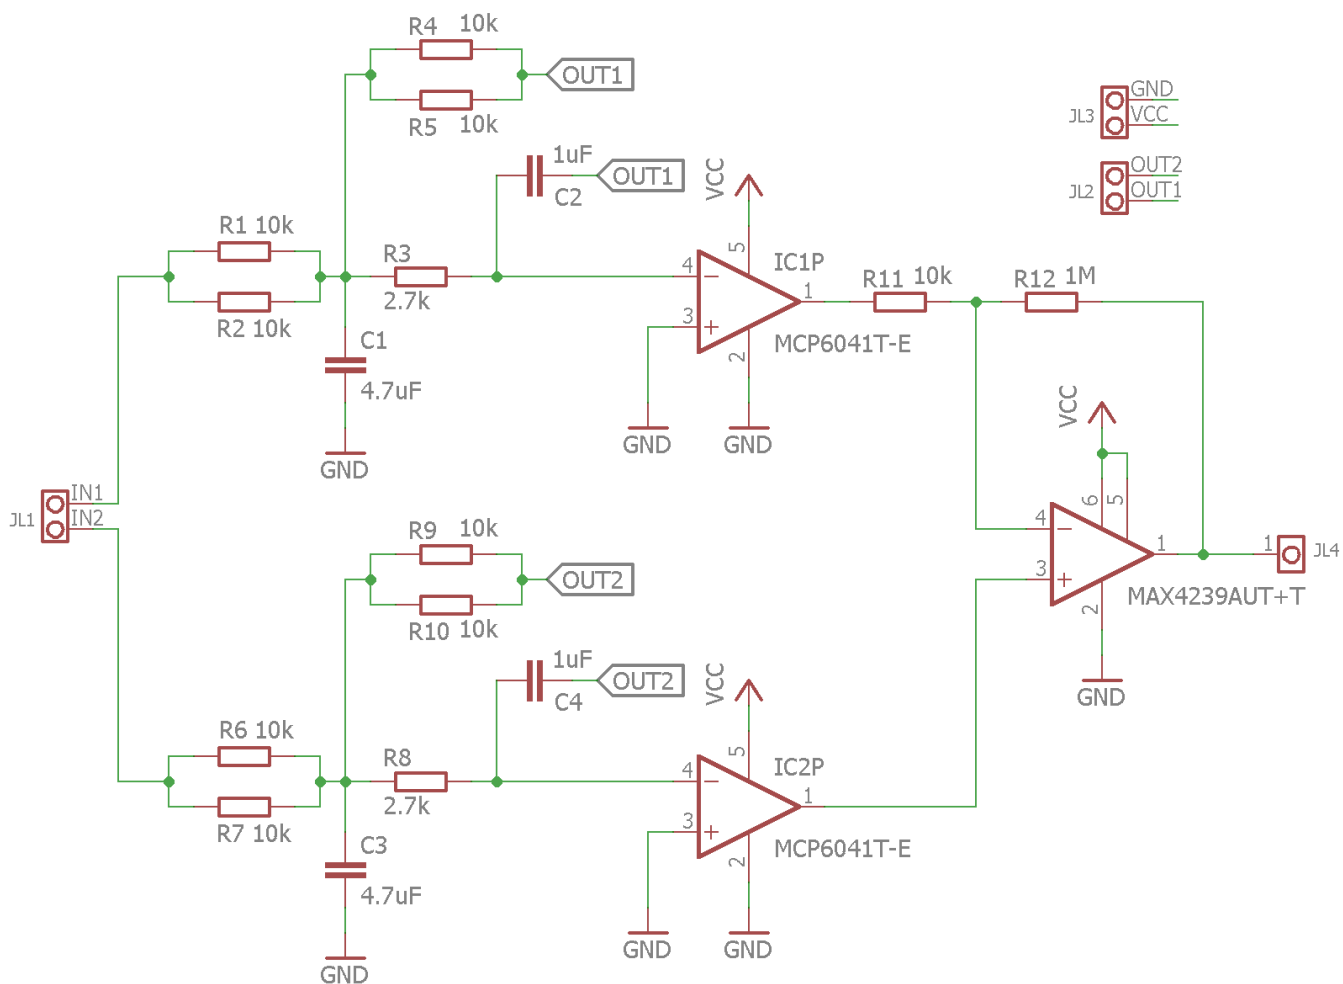 R4 10k
OUT1
R5 10k
1uF
OUT1
C2
VCC
GND
VCC
JL3
OUT2
OUT1
JL2
R1 10k
R2 10k
R3
2.7k
C1
4.7uF
GND
4
3
5
2
1
IC1P
MCP6041T-E
GND
GND
R11 10k
R12 1M
VCC
IN1
IN2
JL1
6
5
4
3
2
1
1
JL4
MAX4239AUT+T
GND
R9 10k
OUT2
R10 10k
1uF
OUT2
C4
VCC
R6 10k
R7 10k
R8
2.7k
C3
4.7uF
GND
4
3
5
2
1
IC2P
MCP6041T-E
GND
GND